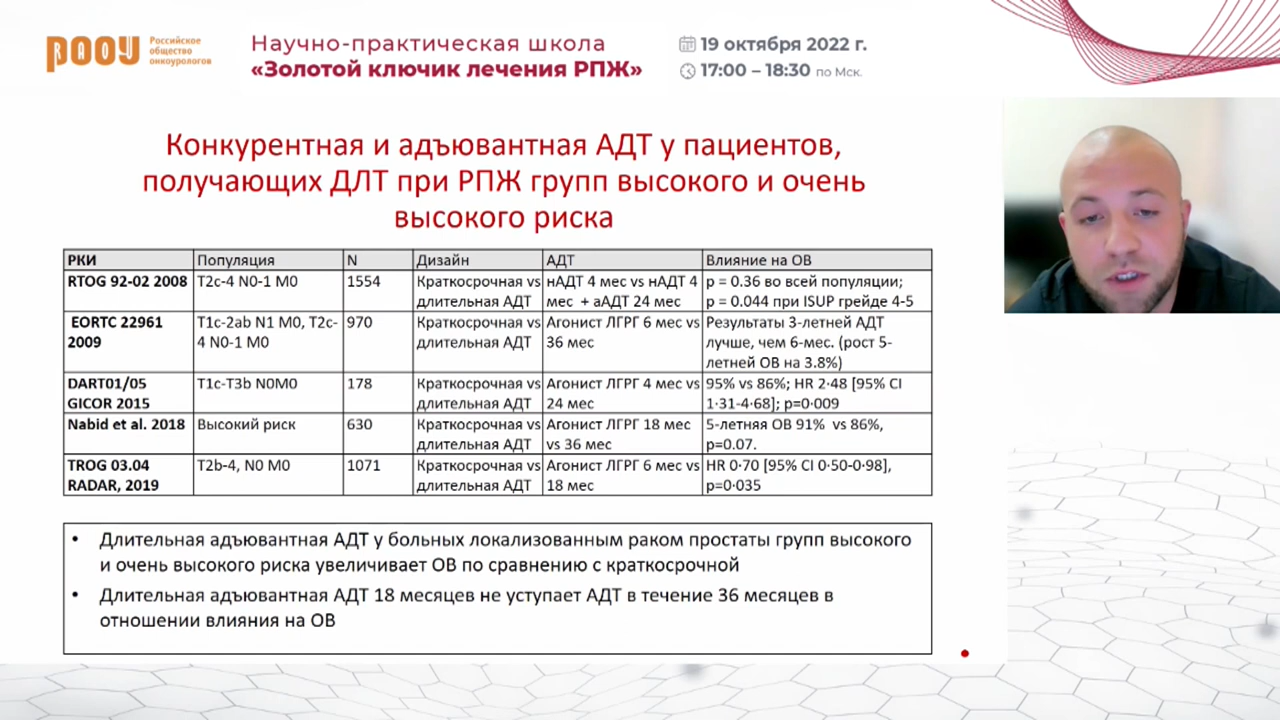 РАОУ
Российское
общество
онкоурологов
Научно-практическая школа
«Золотой ключик лечения РПЖ»
19 октября 2022 г.
17:00 – 18:30 по Мск.
Конкурентная и адъювантная АДТ у пациентов,
получающих ДЛТ при РПЖ групп высокого и очень
высокого риска
РКИ Популяция N Дизайн АДТ Влияние на ОВ
RTOG 92-02 2008 T2c-4 N0-1 M0 1554 Краткосрочная vs нАДТ 4 мес vs нАДТ 4 p = 0.36 во всей популяции;
длительная АДТ мес + аАДТ 24 мес p = 0.044 при ISUP грейде 4-5
EORTC 22961 T1c-2ab N1 M0, T2c- 970 Краткосрочная vs Агонист ЛГРГ 6 мес vs Результаты 3-летней АДТ
2009 4 N0-1 M0 длительная АДТ 36 мес лучше, чем 6-мес. (рост 5-
летней ОВ на 3.8%)
DART01/05 T1c-T3b N0M0 178 Краткосрочная vs Агонист ЛГРГ 4 мес vs 95% vs 86%; HR 2·48 [95% CI
GICOR 2015 длительная АДТ 24 мес 1·31-4·68]; p=0·009
Nabid et al. 2018 Высокий риск 630 Краткосрочная vs Агонист ЛГРГ 18 мес 5-летняя ОВ 91% vs 86%,
длительная АДТ vs 36 мес p=0.07.
TROG 03.04 T2b-4, N0 M0 1071 Краткосрочная vs Агонист ЛГРГ 6 мес vs HR 0·70 [95% CI 0·50-0·98],
RADAR, 2019 длительная АДТ 18 мес p=0·035
• Длительная адъювантная АДТ у больных локализованным раком простаты групп высокого
и очень высокого риска увеличивает ОВ по сравнению с краткосрочной
• Длительная адъювантная АДТ 18 месяцев не уступает АДТ в течение 36 месяцев в
отношении влияния на ОВ